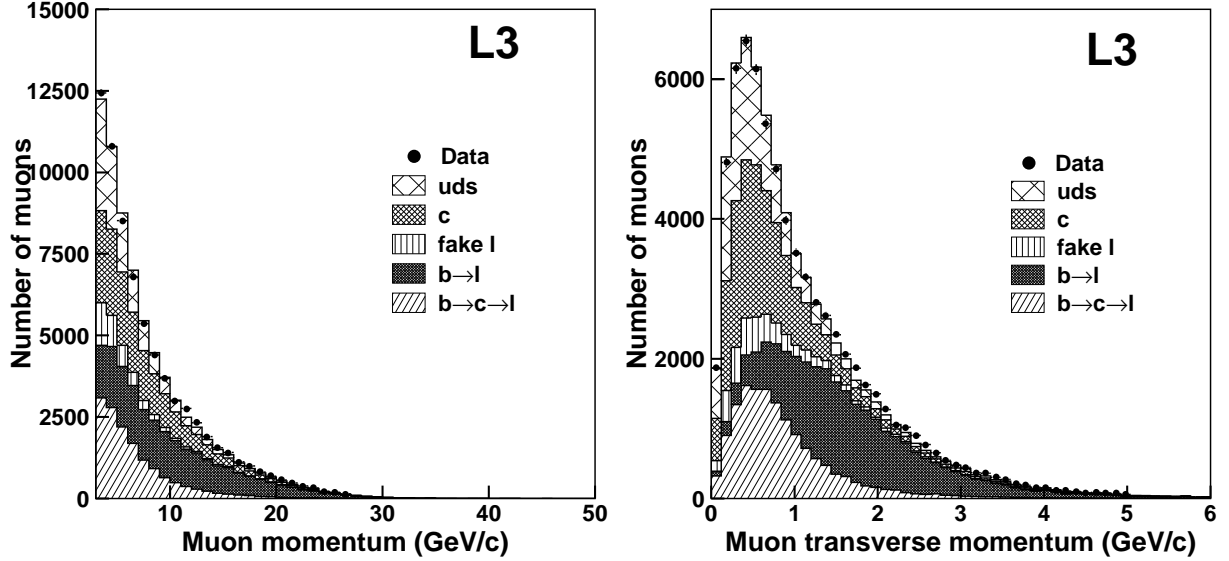 L3
Number of muons
15000
12500
10000
7500
5000
2500
0
Data
uds
c
fake l
b→l
b→c→l
10
20
30
40
50
Muon momentum (GeV/c)
L3
Number of muons
6000
4000
2000
0
Data
uds
c
fake l
b→l
b→c→l
0
1
2
3
4
5
6
Muon transverse momentum (GeV/c)